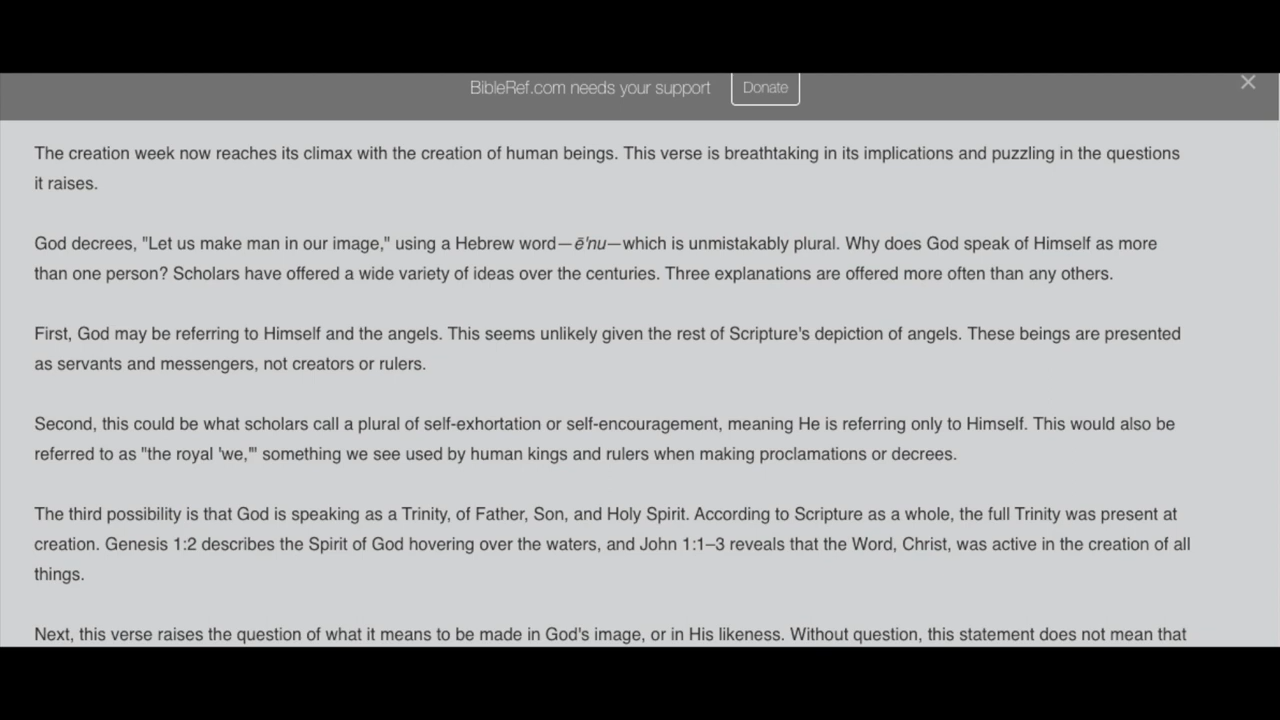 BibleRef.com needs your support
Donate
The creation week now reaches its climax with the creation of human beings. This verse is breathtaking in its implications and puzzling in the questions
it raises.
God decrees, "Let us make man in our image," using a Hebrew word—ē'nu—which is unmistakably plural. Why does God speak of Himself as more
than one person? Scholars have offered a wide variety of ideas over the centuries. Three explanations are offered more often than any others.
First, God may be referring to Himself and the angels. This seems unlikely given the rest of Scripture's depiction of angels. These beings are presented
as servants and messengers, not creators or rulers.
Second, this could be what scholars call a plural of self-exhortation or self-encouragement, meaning He is referring only to Himself. This would also be
referred to as "the royal 'we,'" something we see used by human kings and rulers when making proclamations or decrees.
The third possibility is that God is speaking as a Trinity, of Father, Son, and Holy Spirit. According to Scripture as a whole, the full Trinity was present at
creation. Genesis 1:2 describes the Spirit of God hovering over the waters, and John 1:1–3 reveals that the Word, Christ, was active in the creation of all
things.
Next, this verse raises the question of what it means to be made in God's image, or in His likeness. Without question, this statement does not mean that